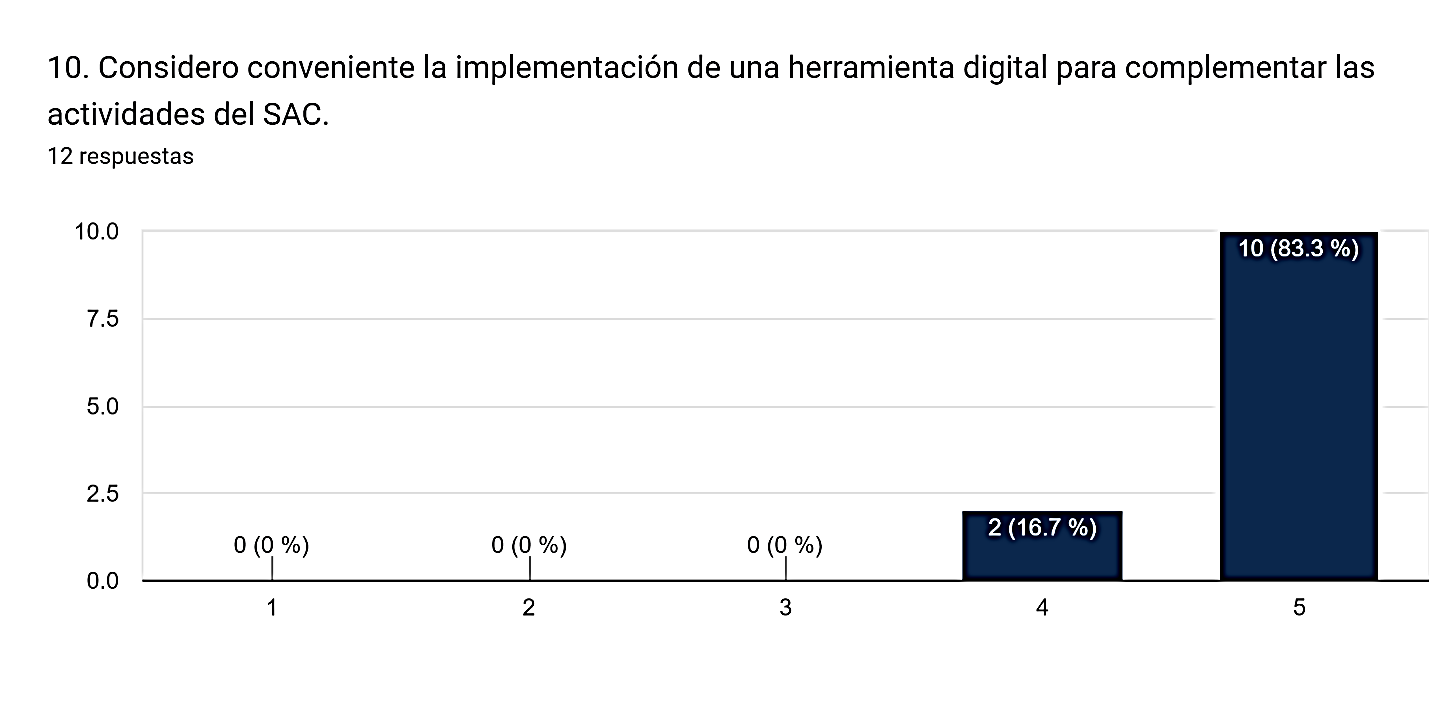 10. Considero conveniente la implementación de una herramienta digital para complementar las
actividades del SAC.
12 respuestas
10.0
10 (83.3 %)
7.5
5.0
2.5
2 (16.7 %)
0 (0 %)
0 (0 %)
0 (0 %)
0.0
1
2
3
4
5